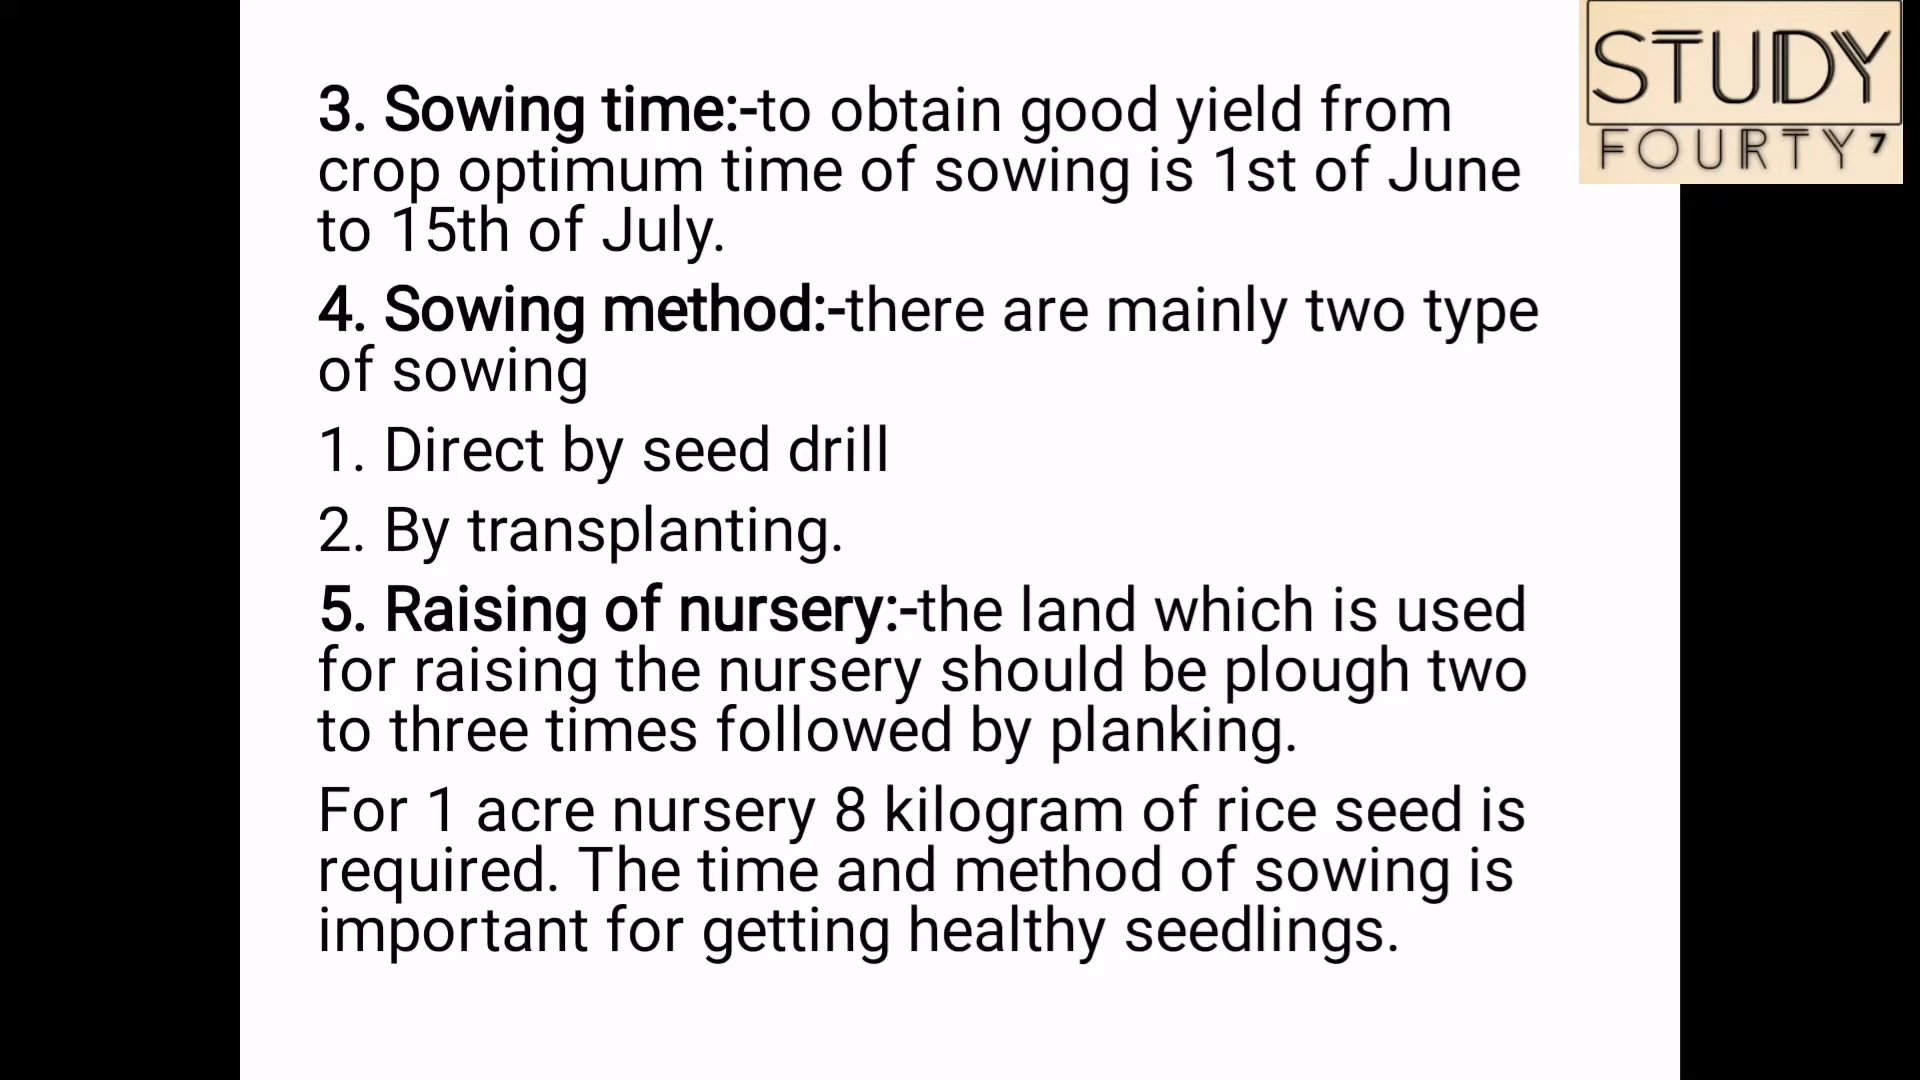 STUDY
FOURTY 7
3. Sowing time:-to obtain good yield from
crop optimum time of sowing is 1st of June
to 15th of July.
4. Sowing method:-there are mainly two type
of sowing
1. Direct by seed drill
2. By transplanting.
5. Raising of nursery:-the land which is used
for raising the nursery should be plough two
to three times followed by planking.
For 1 acre nursery 8 kilogram of rice seed is
required. The time and method of sowing is
important for getting healthy seedlings.